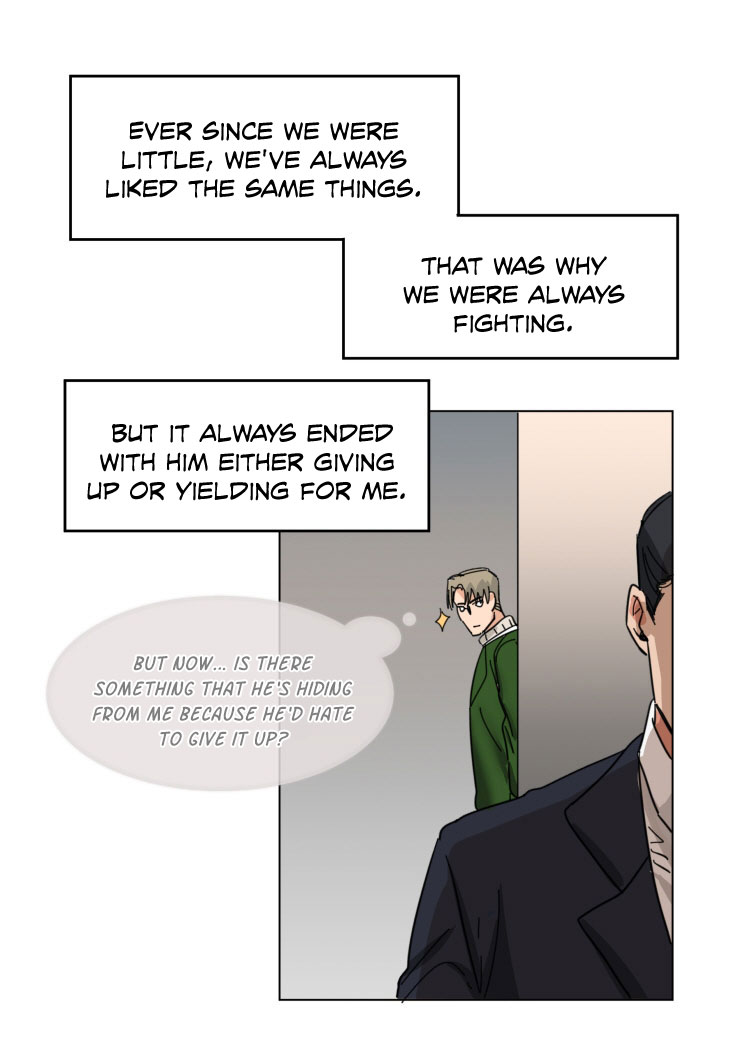 EVER SINCE WE WERE
LITTLE, WE'VE ALWAYS
LIKED THE SAME THINGS.
THAT WAS WHY
WE WERE ALWAYS
FIGHTING.
BUT IT ALWAYS ENDED
WITH HIM EITHER GIVING
UP OR YIELDING FOR ME.
BUT NOW... IS THERE
SOMETHING THAT HE'S HIDING
FROM ME BECAUSE HE'D HATE
TO GIVE IT UP?